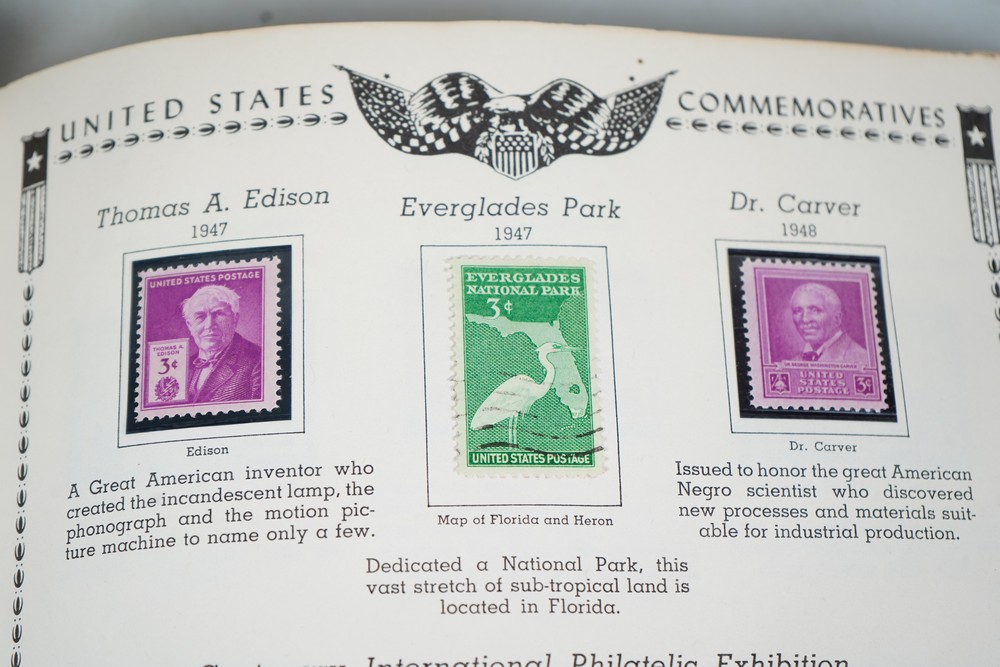 UNITED STATES COMMEMORATIVES
Thomas A. Edison
1947
UNITED STATES POSTAGE
THOMAS A.
EDISON
3¢
Edison
A Great American inventor who
created the incandescent lamp, the
phonograph and the motion pic-
ture machine to name only a few.
Everglades Park
1947
EVERGLADES
NATIONAL PARK
3¢
UNITED STATES POSTAGE
Map of Florida and Heron
Dedicated a National Park, this
vast stretch of sub-tropical land is
located in Florida.
Dr. Carver
1948
DR. GEORGE WASHINGTON CARVER
UNITED
STATES
POSTAGE
3¢
Dr. Carver
Issued to honor the great American
Negro scientist who discovered
new processes and materials suit-
able for industrial production.
International Philatelic Exhibition